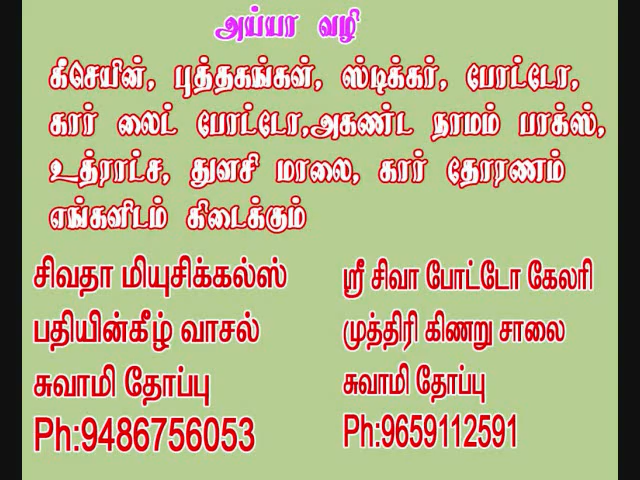 அய்யா வழி
கீசெயின், புத்தகங்கள், ஸ்டிக்கர், போட்டோ,
கார் லைட் போட்டோ,அகண்ட நாமம் பாக்ஸ்,
உத்ராட்ச, துளசி மாலை, கார் தோரணம்
எங்களிடம் கிடைக்கும்
சிவதா மியுசிக்கல்ஸ்
பதியின்கீழ் வாசல்
சுவாமி தோப்பு
Ph:9486756053
ஸ்ரீ சிவா போட்டோ கேலரி
முத்திரி கிணறு சாலை
சுவாமி தோப்பு
Ph:9659112591